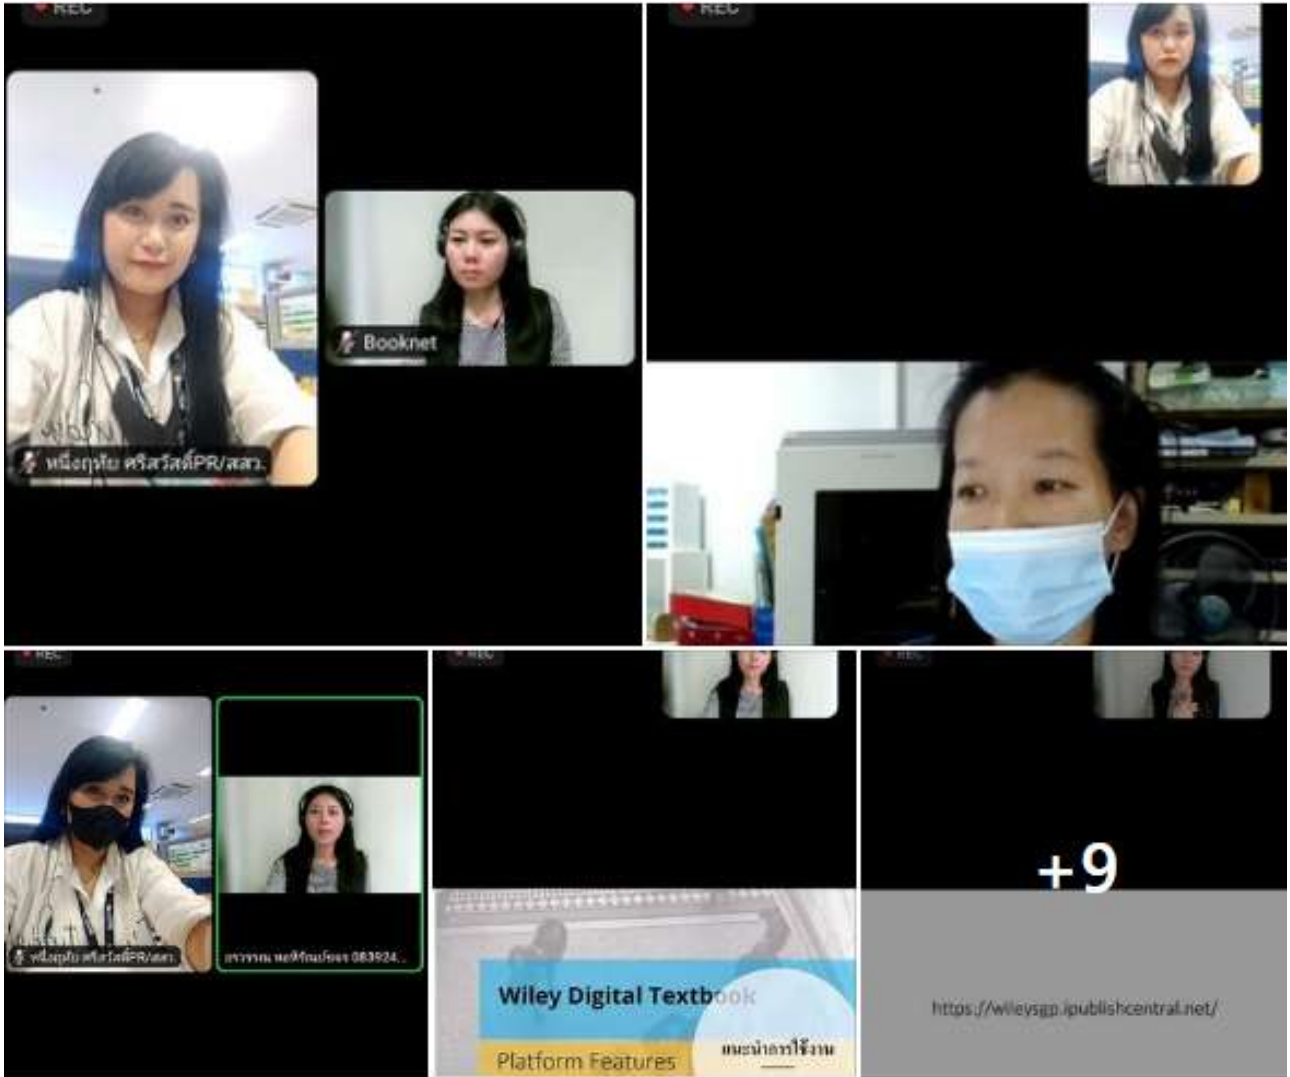 REC
REC
Booknet
หนึ่งฤทัย ศรีสวัสดิ์PR/สสว.
REC
REC
REC
หนึ่งฤทัย ศรีสวัสดิ์PR/สสว.
083924...
Wiley Digital Textbook
Platform Features
แนะนำการใช้งาน
+9
https://wileysgp.ipublishcentral.net/